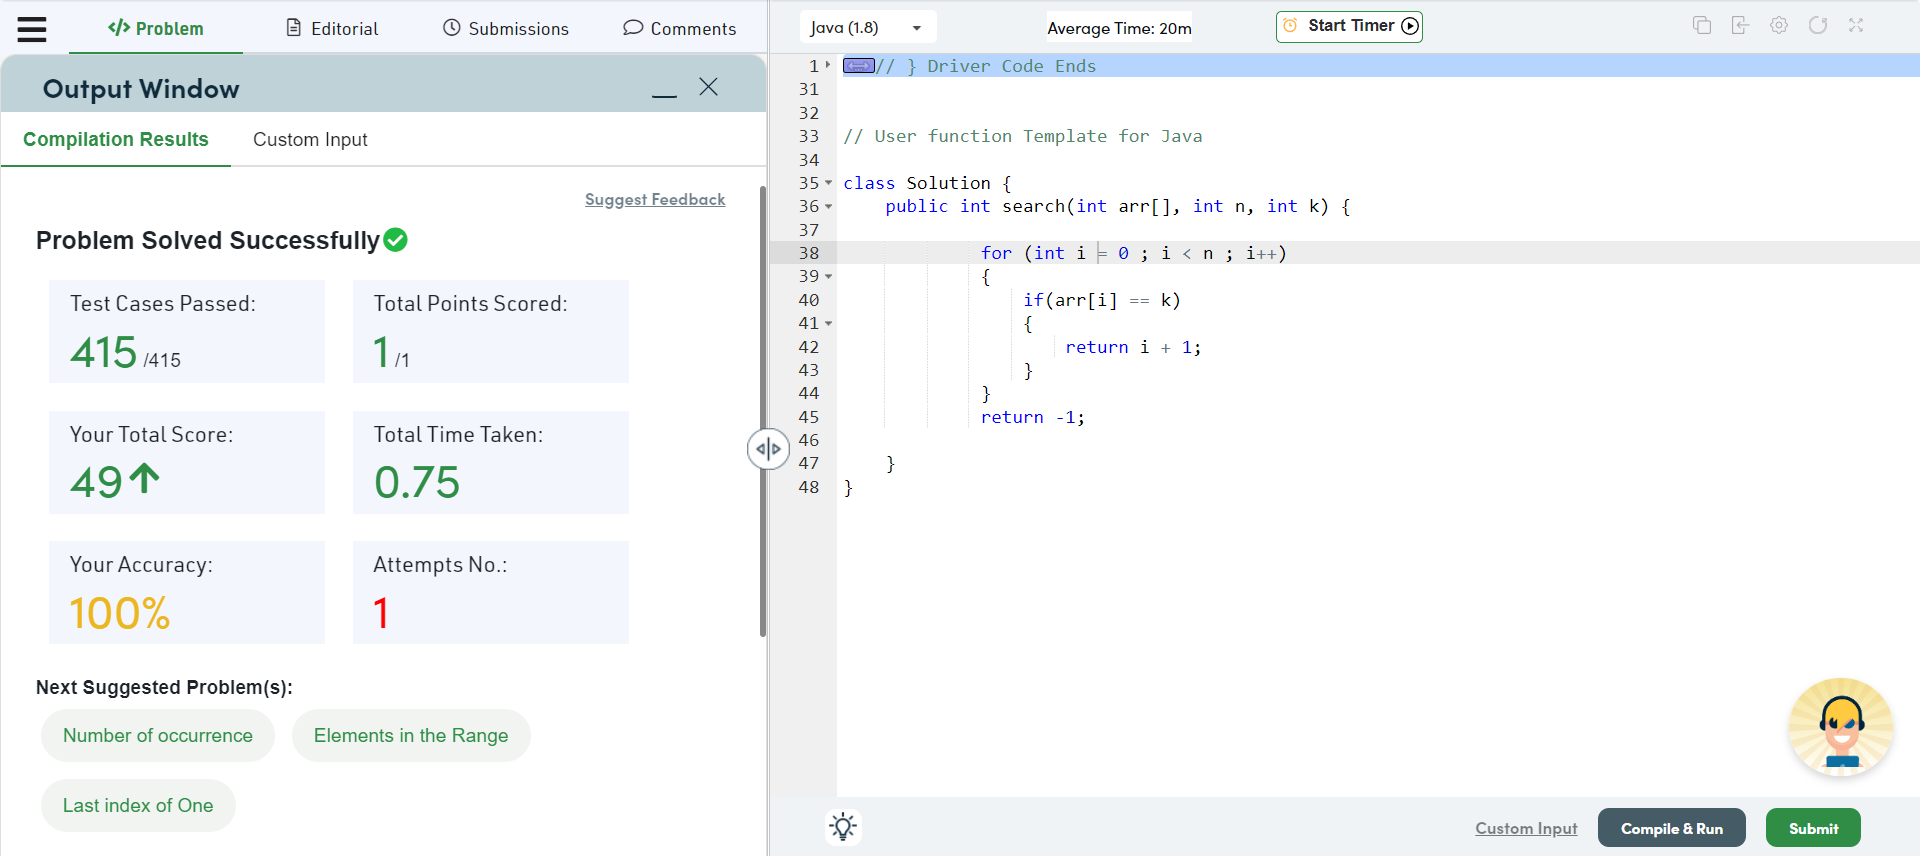 </> Problem
Editorial
Submissions
Comments
Output Window
Compilation Results
Custom Input
Suggest Feedback
Problem Solved Successfully
Test Cases Passed:
415 /415
Total Points Scored:
1 /1
Your Total Score:
49
Total Time Taken:
0.75
Your Accuracy:
100%
Attempts No.:
1
Next Suggested Problem(s):
Number of occurrence
Elements in the Range
Last index of One
Java (1.8)
Average Time: 20m
Start Timer
1 // } Driver Code Ends
31
32
33 // User function Template for Java
34
35 class Solution {
36 public int search(int arr[], int n, int k) {
37
38 for (int i = 0 ; i < n ; i++)
39 {
40 if(arr[i] == k)
41 {
42 return i + 1;
43 }
44 }
45 return -1;
46
47 }
48 }
Custom Input
Compile & Run
Submit